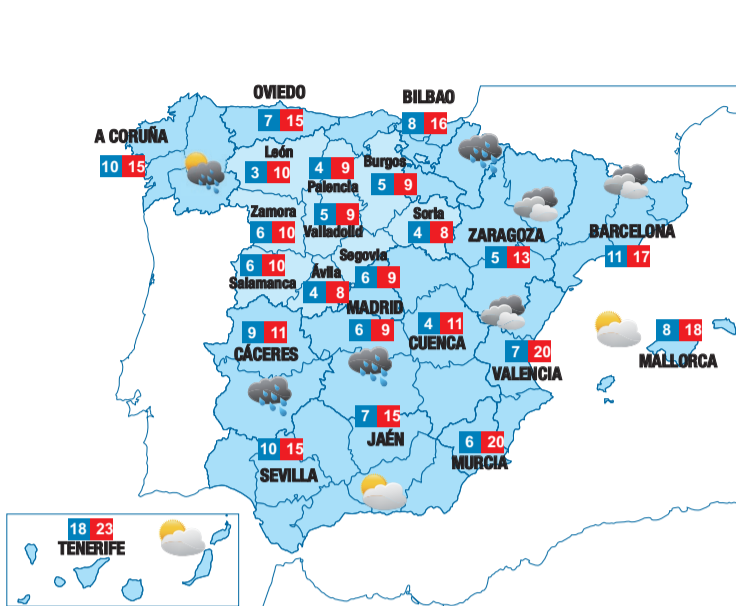 OVIEDO
7 15
BILBAO
8 16
A CORUÑA
10 15
León
3 10
4 9
Palencia
Burgos
5 9
Zamora
6 10
5 9
Valladolid
Soria
4 8
ZARAGOZA
5 13
BARCELONA
11 17
6 10
Salamanca
Ávila
4 8
Segovia
6 9
MADRID
6 9
4 11
CUENCA
9 11
CÁCERES
7 20
VALENCIA
8 18
MALLORCA
7 15
JAÉN
10 15
SEVILLA
6 20
MURCIA
18 23
TENERIFE